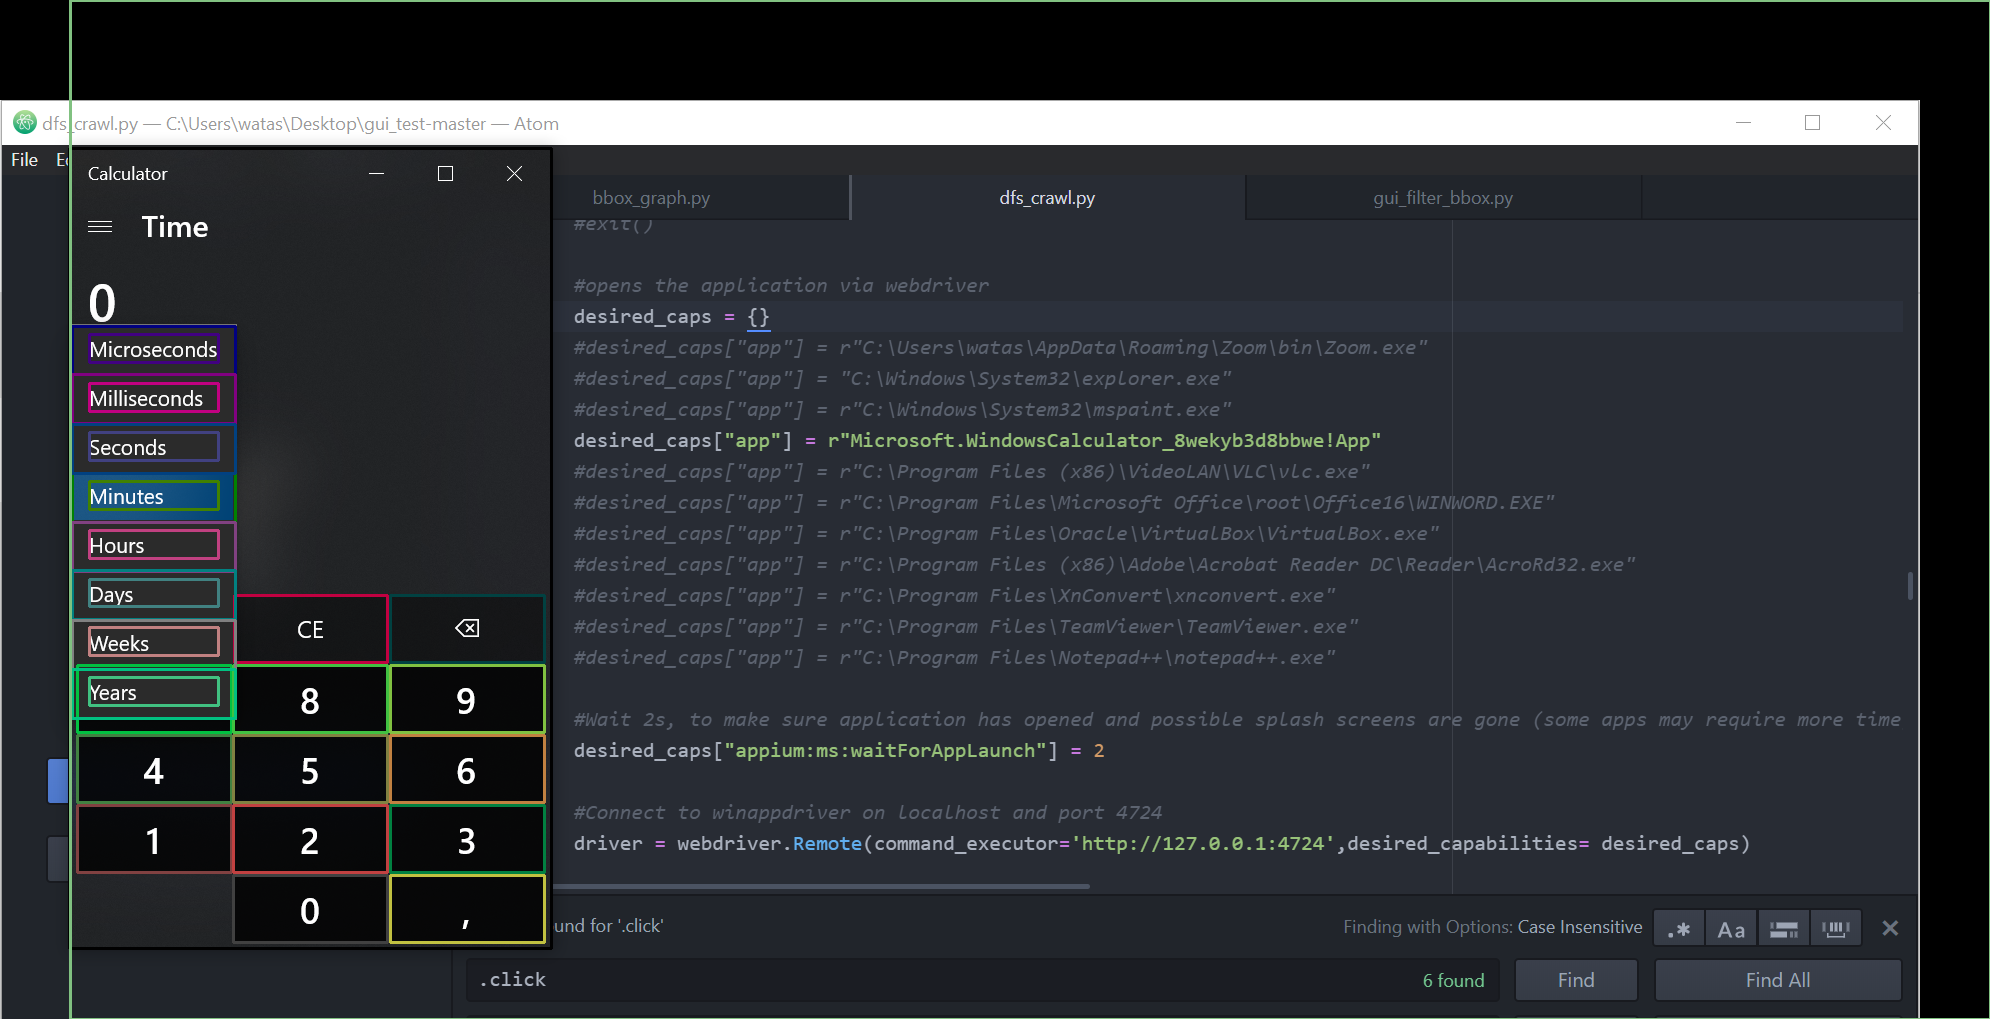 dfs_crawl.py — C:\Users\watas\Desktop\gui_test-master — Atom
File
Calculator
Time
0
Microseconds
Milliseconds
Seconds
Minutes
Hours
Days
Weeks
Years
CE
8 9
4 5 6
1 2 3
0 ,
bbox_graph.py dfs_crawl.py gui_filter_bbox.py
#exit()
#opens the application via webdriver
desired_caps = {}
#desired_caps["app"] = r"C:\Users\watas\AppData\Roaming\Zoom\bin\Zoom.exe"
#desired_caps["app"] = "C:\Windows\System32\explorer.exe"
#desired_caps["app"] = r"C:\Windows\System32\mspaint.exe"
desired_caps["app"] = r"Microsoft.WindowsCalculator_8wekyb3d8bbwe!App"
#desired_caps["app"] = r"C:\Program Files (x86)\VideoLAN\VLC\vlc.exe"
#desired_caps["app"] = r"C:\Program Files\Microsoft Office\root\Office16\WINWORD.EXE"
#desired_caps["app"] = r"C:\Program Files\Oracle\VirtualBox\VirtualBox.exe"
#desired_caps["app"] = r"C:\Program Files (x86)\Adobe\Acrobat Reader DC\Reader\AcroRd32.exe"
#desired_caps["app"] = r"C:\Program Files\XnConvert\xnconvert.exe"
#desired_caps["app"] = r"C:\Program Files\TeamViewer\TeamViewer.exe"
#desired_caps["app"] = r"C:\Program Files\Notepad++\notepad++.exe"
#Wait 2s, to make sure application has opened and possible splash screens are gone (some apps may require more time
desired_caps["appium:ms:waitForAppLaunch"] = 2
#Connect to winappdriver on localhost and port 4724
driver = webdriver.Remote(command_executor='http://127.0.0.1:4724',desired_capabilities= desired_caps)
und for '.click' Finding with Options: Case Insensitive .* Aa
.click 6 found Find Find All